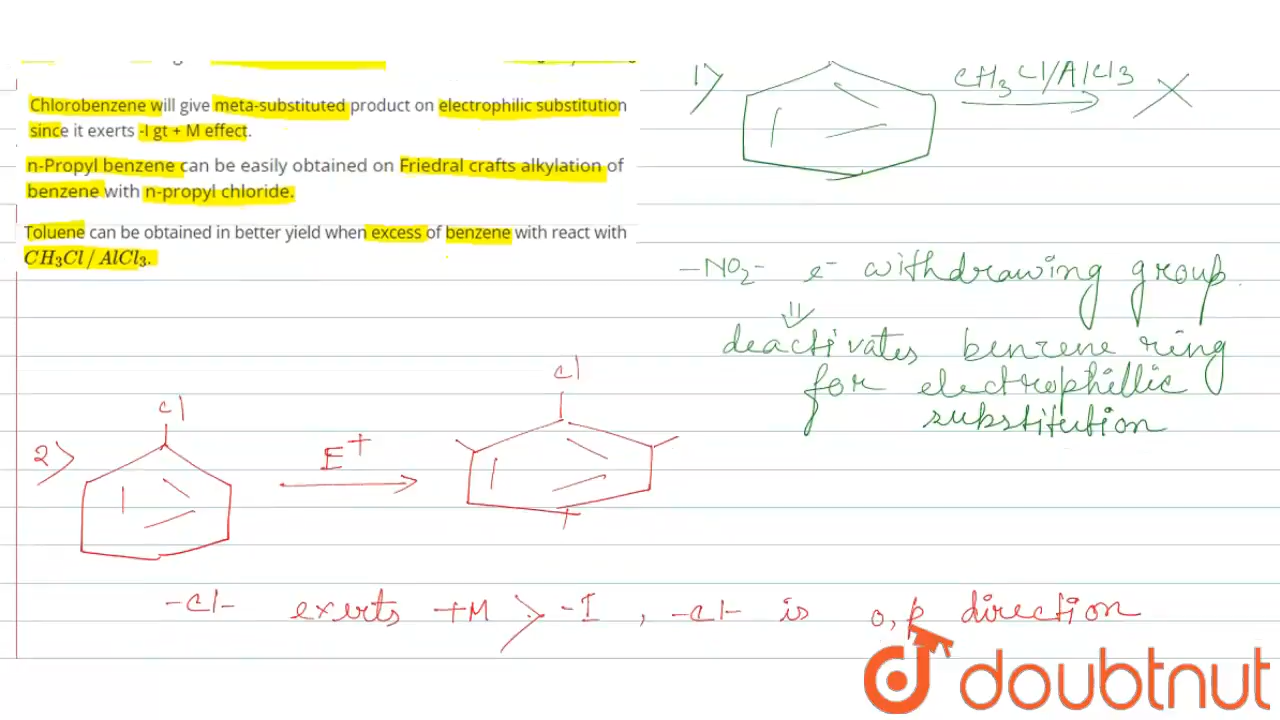 Chlorobenzene will give meta-substituted product on electrophilic substitution
since it exerts -I gt + M effect.
n-Propyl benzene can be easily obtained on Friedral crafts alkylation of
benzene with n-propyl chloride.
Toluene can be obtained in better yield when excess of benzene with react with
CH₃Cl / AlCl₃.
1) CH₃Cl/AlCl₃
-NO₂- e⁻ withdrawing group.
deactivates benzene ring
for electrophillic
substitution
2) Cl E⁺ Cl
-Cl- exerts +M > -I , -Cl- is o,p direction
doubtnut